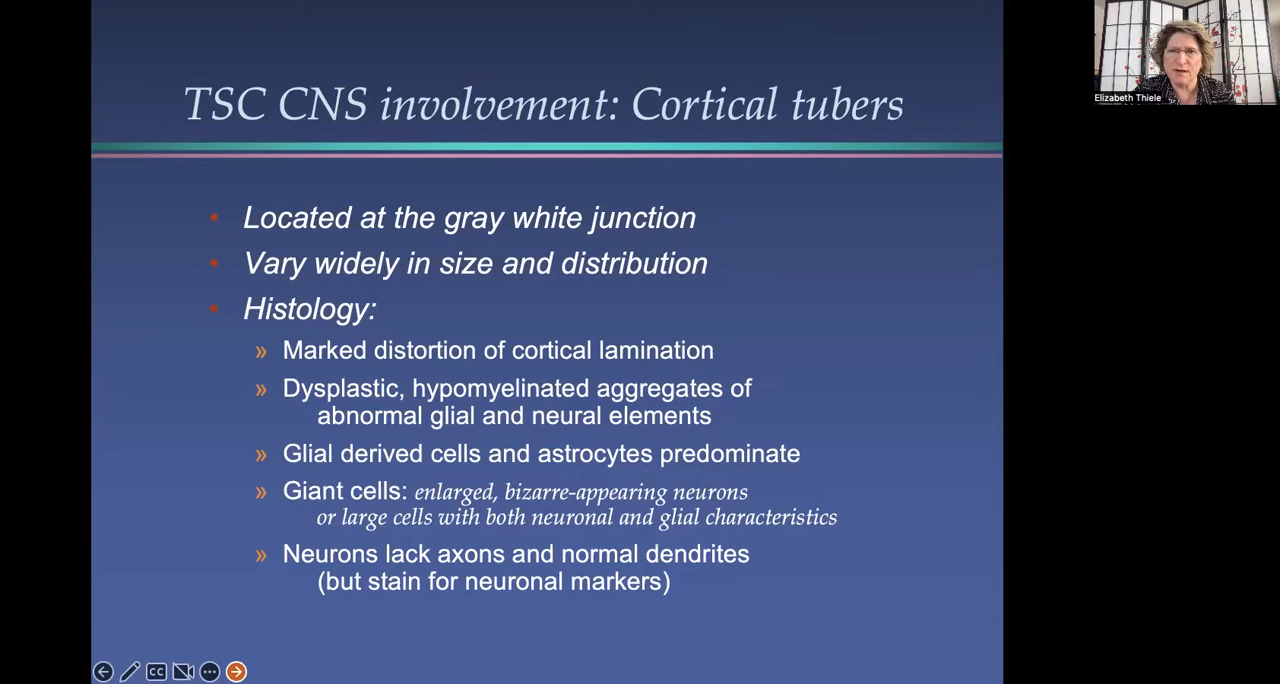 TSC CNS involvement: Cortical tubers
Elizabeth Thiele
• Located at the gray white junction
• Vary widely in size and distribution
• Histology:
» Marked distortion of cortical lamination
» Dysplastic, hypomyelinated aggregates of
abnormal glial and neural elements
» Glial derived cells and astrocytes predominate
» Giant cells: enlarged, bizarre-appearing neurons
or large cells with both neuronal and glial characteristics
» Neurons lack axons and normal dendrites
(but stain for neuronal markers)
CC